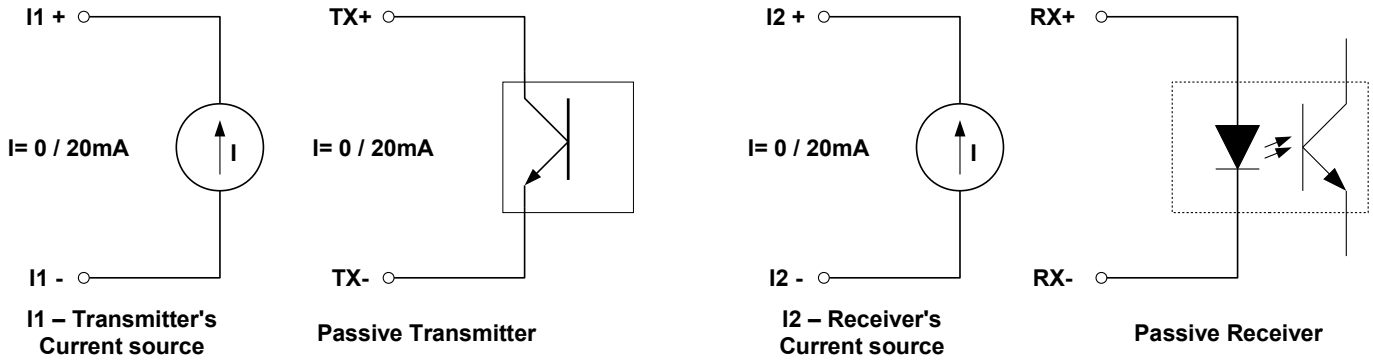 I1 +
TX+
I2 +
RX+
I= 0 / 20mA
I
I= 0 / 20mA
I= 0 / 20mA
I
I1 -
TX-
I2 -
RX-
I1 – Transmitter's
Current source
Passive Transmitter
I2 – Receiver's
Current source
Passive Receiver